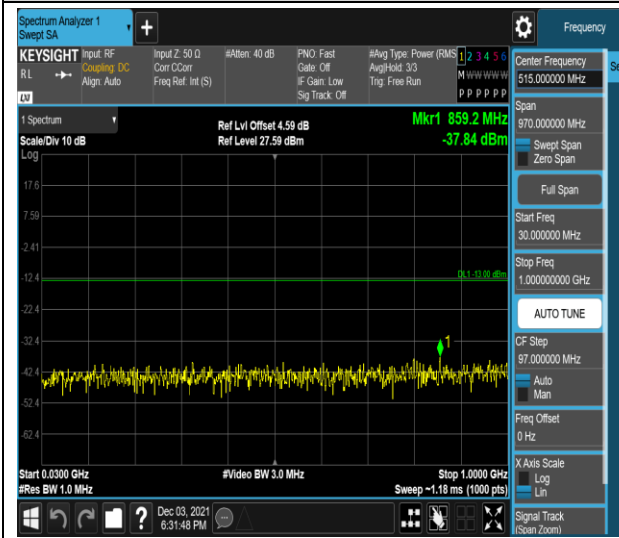 Spectrum Analyzer 1
Swept SA
Frequency
KEYSIGHT
RL
LXI
Input: RF
Coupling: DC
Align: Auto
Input Z: 50 Ω
Corr CCorr
Freq Ref: Int (S)
#Atten: 40 dB
PNO: Fast
Gate: Off
IF Gain: Low
Sig Track: Off
#Avg Type: Power (RMS
Avg|Hold: 3/3
Trig: Free Run
1 2 3 4 5 6
M W W W W W
P P P P P P
1 Spectrum
Scale/Div 10 dB
Ref Lvl Offset 4.59 dB
Ref Level 27.59 dBm
Mkr1 859.2 MHz
-37.84 dBm
Log
17.6
7.59
-2.41
-12.4
DL1 -13.00 dBm
-22.4
-32.4
1
-42.4
-52.4
-62.4
Start 0.0300 GHz
#Res BW 1.0 MHz
#Video BW 3.0 MHz
Stop 1.0000 GHz
Sweep ~1.18 ms (1000 pts)
Dec 03, 2021
6:31:48 PM
Center Frequency
515.000000 MHz
Span
970.000000 MHz
Swept Span
Zero Span
Full Span
Start Freq
30.000000 MHz
Stop Freq
1.000000000 GHz
AUTO TUNE
CF Step
97.000000 MHz
Auto
Man
Freq Offset
0 Hz
X Axis Scale
Log
Lin
Signal Track
(Span Zoom)
Se